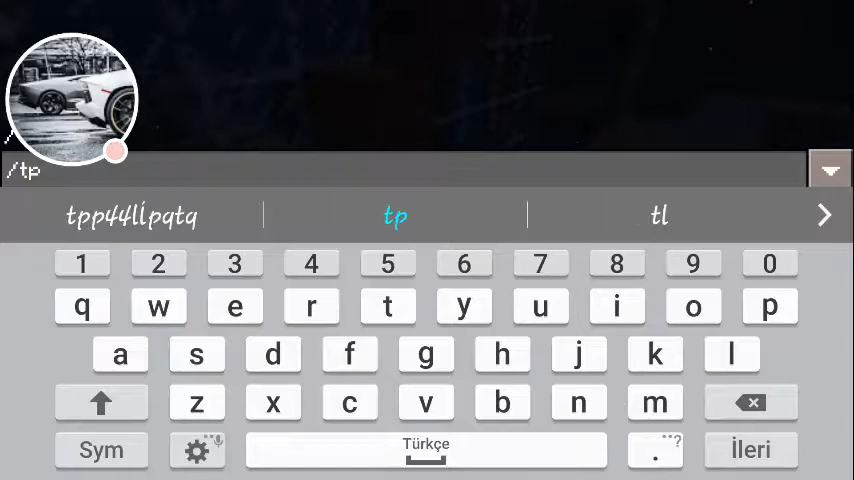 /
/tp
tpp44lİpqtq tp tl
1 2 3 4 5 6 7 8 9 0
q w e r t y u i o p
a s d f g h j k l
z x c v b n m
Sym Türkçe . ..? İleri